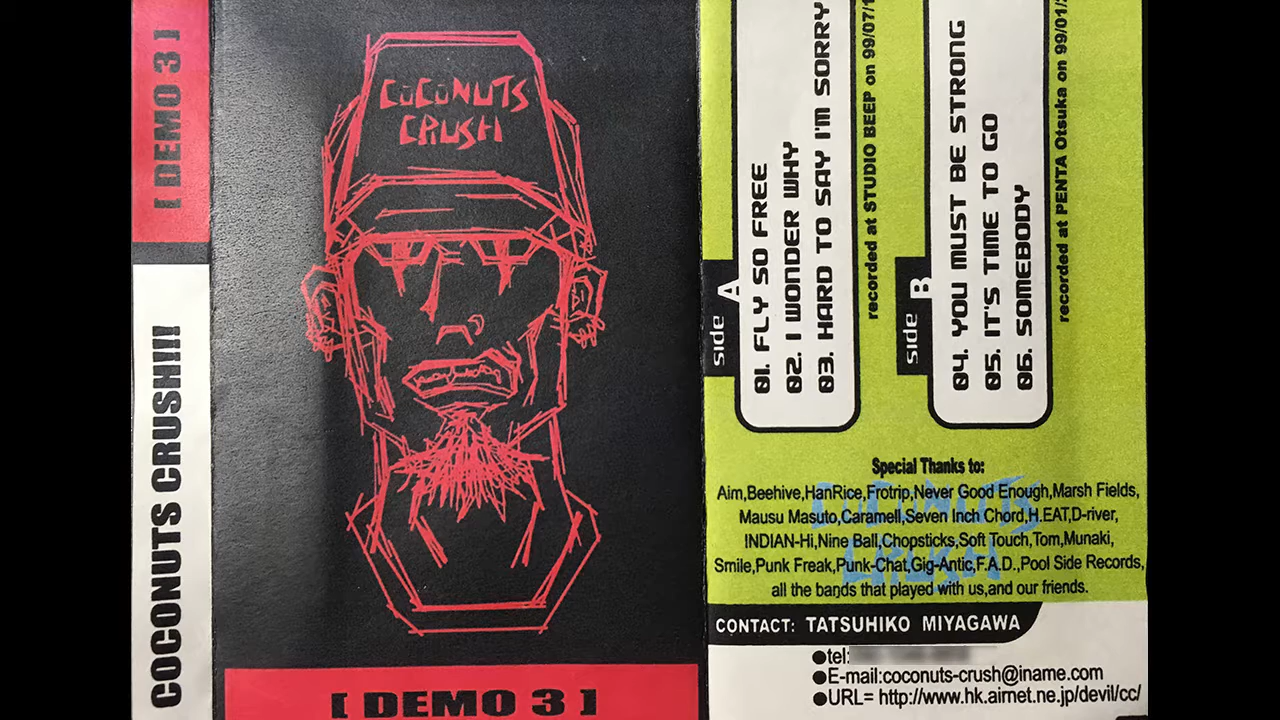 [ DEMO 3 ]
COCONUTS CRUSH!!!
COCONUTS
CRUSH
[ DEMO 3 ]
side A
01. FLY SO FREE
02. I WONDER WHY
03. HARD TO SAY I'M SORRY
recorded at STUDIO BEEP on 99/07/1
side B
04. YOU MUST BE STRONG
05. IT'S TIME TO GO
06. SOMEBODY
recorded at PENTA Otsuka on 99/01/
COCONUTS
CRUSH
Special Thanks to:
Aim,Beehive,HanRice,Frotrip,Never Good Enough,Marsh Fields,
Mausu Masuto,Caramell,Seven Inch Chord,H.EAT,D-river,
INDIAN-Hi,Nine Ball,Chopsticks,Soft Touch,Tom,Munaki,
Smile,Punk Freak,Punk-Chat,Gig-Antic,F.A.D.,Pool Side Records,
all the bands that played with us,and our friends.
CONTACT: TATSUHIKO MIYAGAWA
●tel:
●E-mail:coconuts-crush@iname.com
●URL= http://www.hk.airnet.ne.jp/devil/cc/